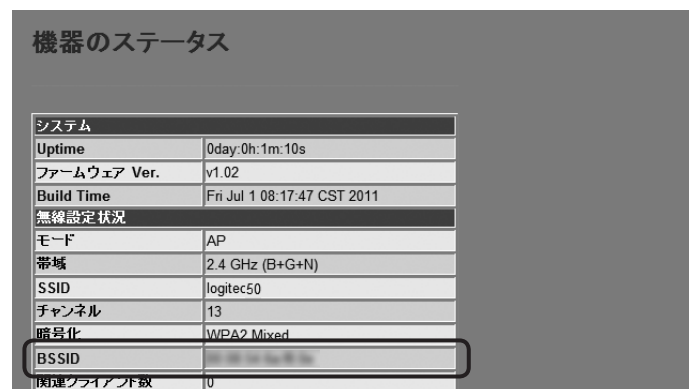 機器のステータス
システム
Uptime 0day:0h:1m:10s
ファームウェア Ver. v1.02
Build Time Fri Jul 1 08:17:47 CST 2011
無線設定状況
モード AP
帯域 2.4 GHz (B+G+N)
SSID logitec50
チャンネル 13
暗号化 WPA2 Mixed
BSSID
関連クライアント数 0